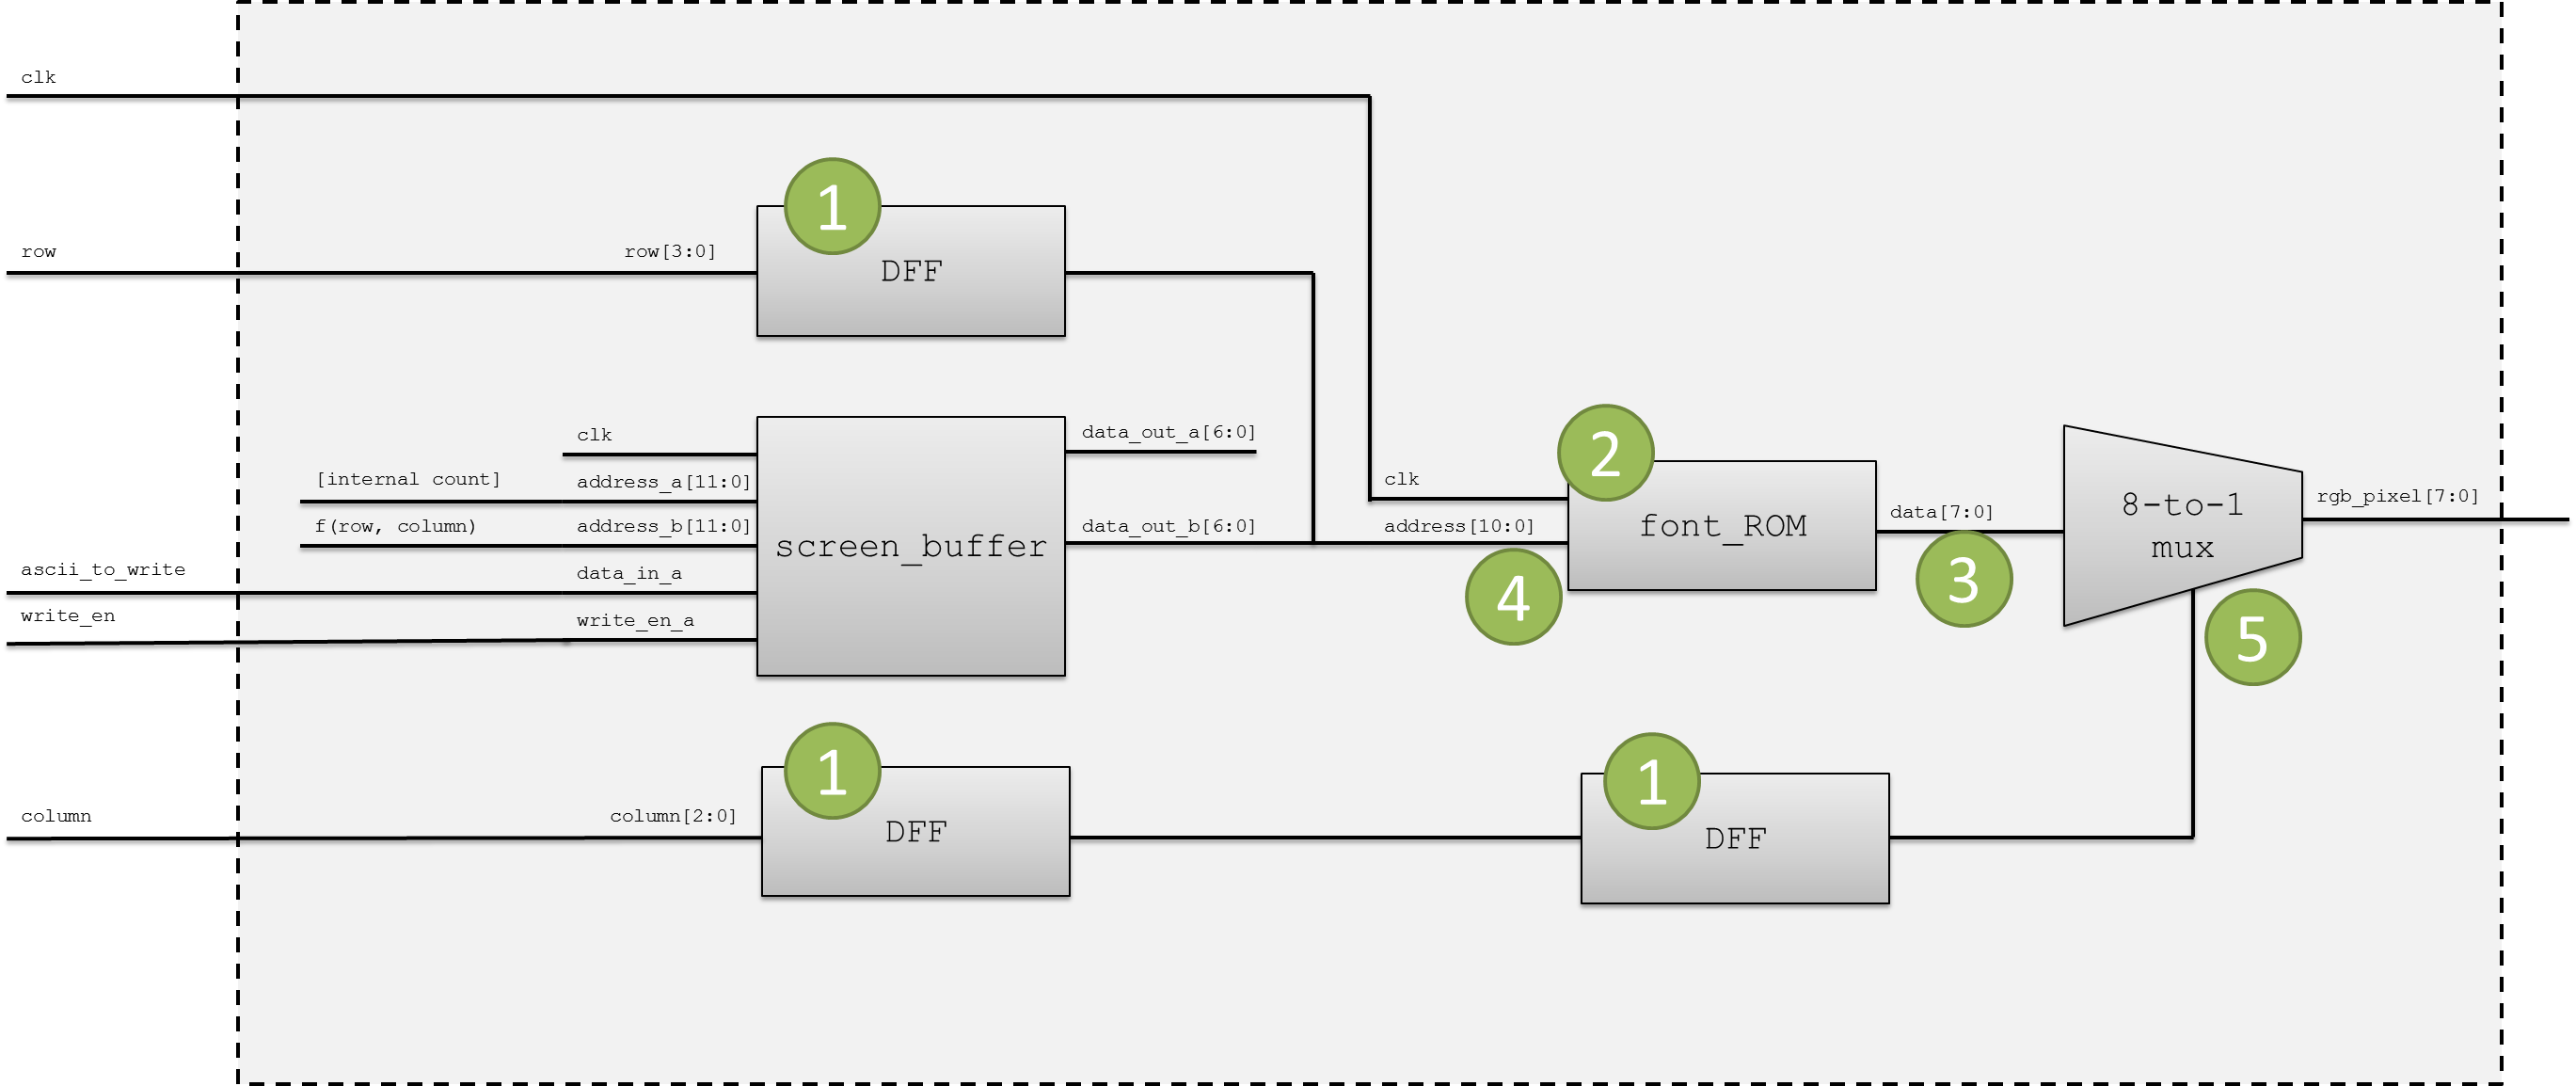 clk
1
row
row[3:0]
DFF
clk
data_out_a[6:0]
[internal count]
address_a[11:0]
f(row, column)
address_b[11:0]
data_out_b[6:0]
screen_buffer
ascii_to_write
data_in_a
write_en
write_en_a
2
clk
address[10:0]
font_ROM
4
data[7:0]
3
8-to-1
mux
rgb_pixel[7:0]
5
1
column
column[2:0]
DFF
1
DFF